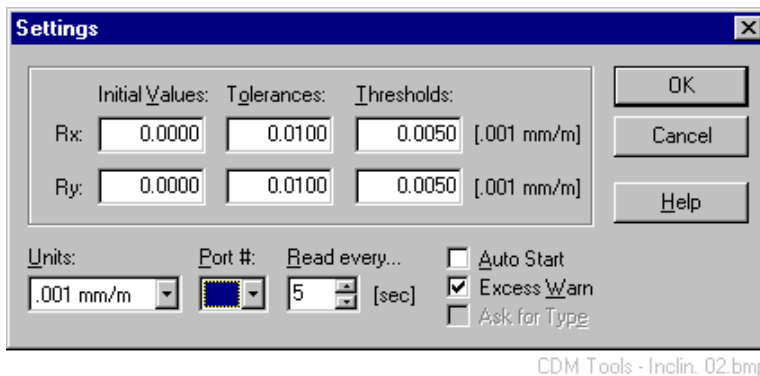 Settings
Initial Values: Tolerances: Thresholds:
OK
Rx: 0.0000 0.0100 0.0050 [.001 mm/m]
Cancel
Ry: 0.0000 0.0100 0.0050 [.001 mm/m]
Help
Units: Port #: Read every... Auto Start
.001 mm/m 5 [sec] Excess Warn
Ask for Type
CDM Tools - Inclin. 02.bmp